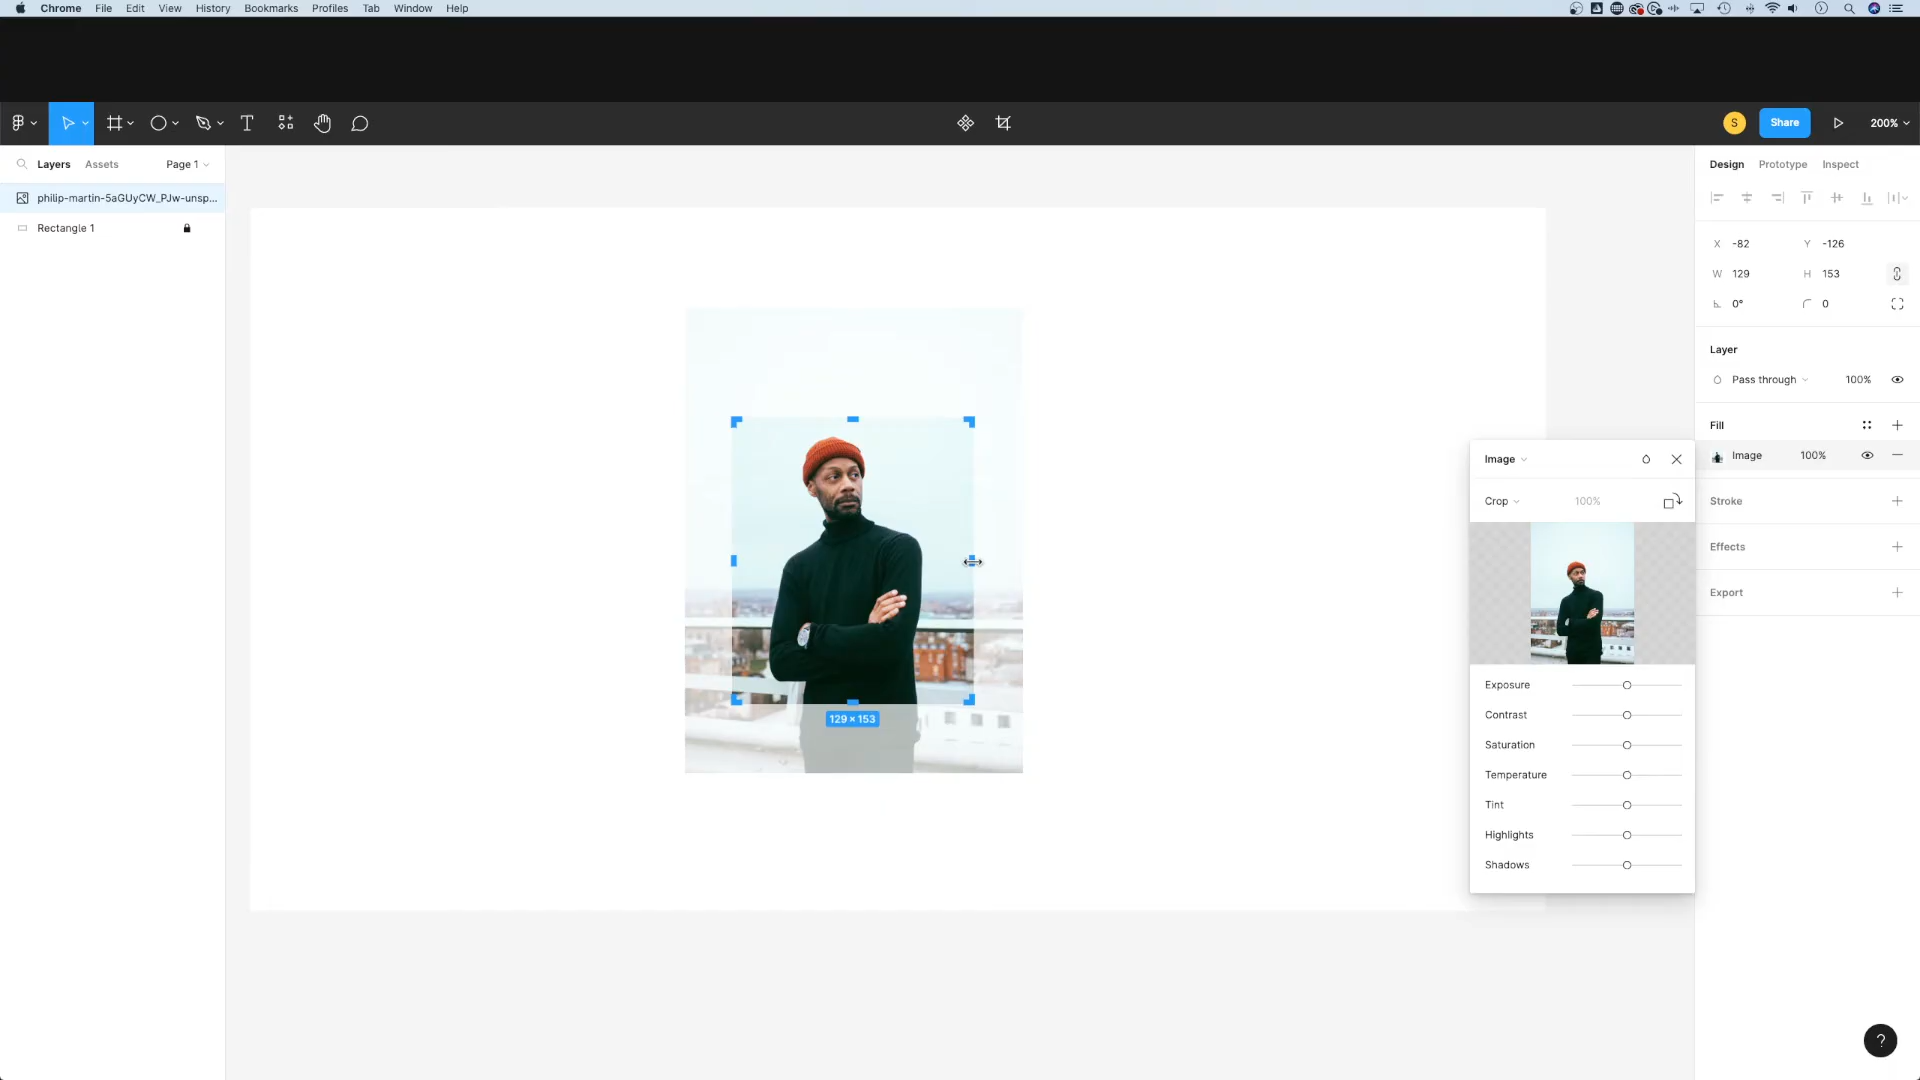 Chrome File Edit View History Bookmarks Profiles Tab Window Help
S Share 200%
Layers Assets Page 1
philip-martin-5aGUyCW_PJw-unsp...
Rectangle 1
129 × 153
Design Prototype Inspect
X -82 Y -126
W 129 H 153
0° 0
Layer
Pass through 100%
Fill
Image 100%
Stroke
Effects
Export
Image
Crop 100%
Exposure
Contrast
Saturation
Temperature
Tint
Highlights
Shadows
?